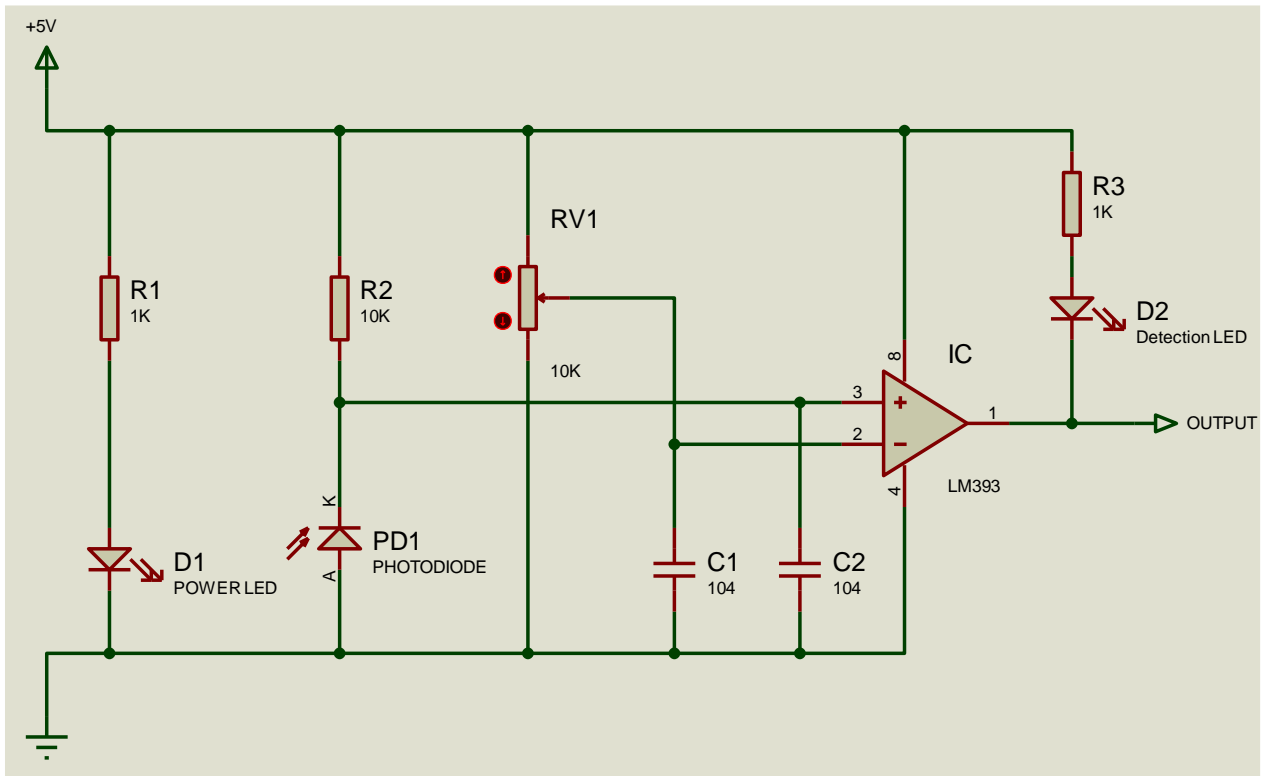 +5V
R1
1K
D1
POWER LED
R2
10K
K
PD1
PHOTODIODE
A
RV1
10K
C1
104
C2
104
IC
8
3
2
1
4
LM393
R3
1K
D2
Detection LED
OUTPUT